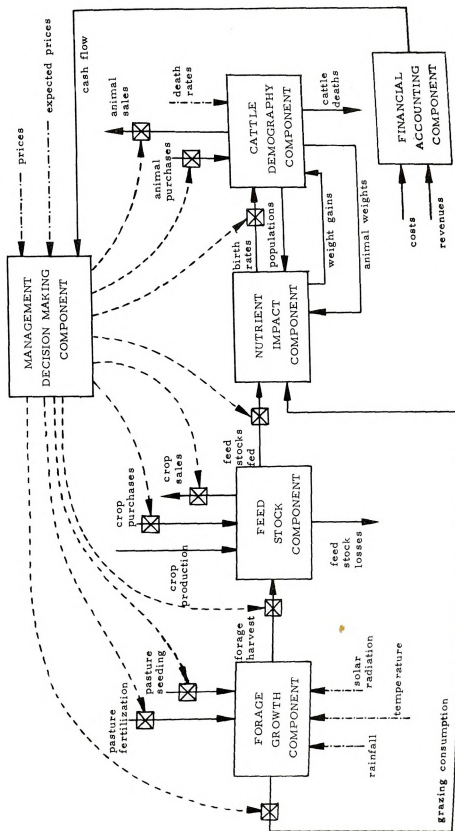 prices
expected prices
cash flow
MANAGEMENT
DECISION MAKING
COMPONENT
animal
sales
death
rates
animal
purchases
CATTLE
DEMOGRAPHY
COMPONENT
cattle
deaths
birth
rates
populations
weight gains
animal weights
NUTRIENT
IMPACT
COMPONENT
FINANCIAL
ACCOUNTING
COMPONENT
costs
revenues
feed
stocks
fed
crop
sales
crop
purchases
crop
production
FEED
STOCK
COMPONENT
feed
stock
losses
forage
harvest
pasture
seeding
pasture
fertilization
FORAGE
GROWTH
COMPONENT
solar
radiation
temperature
rainfall
grazing consumption